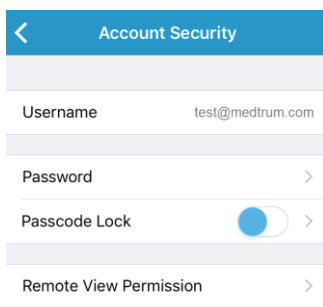 Account Security
Username test@medtrum.com
Password
Passcode Lock
Remote View Permission